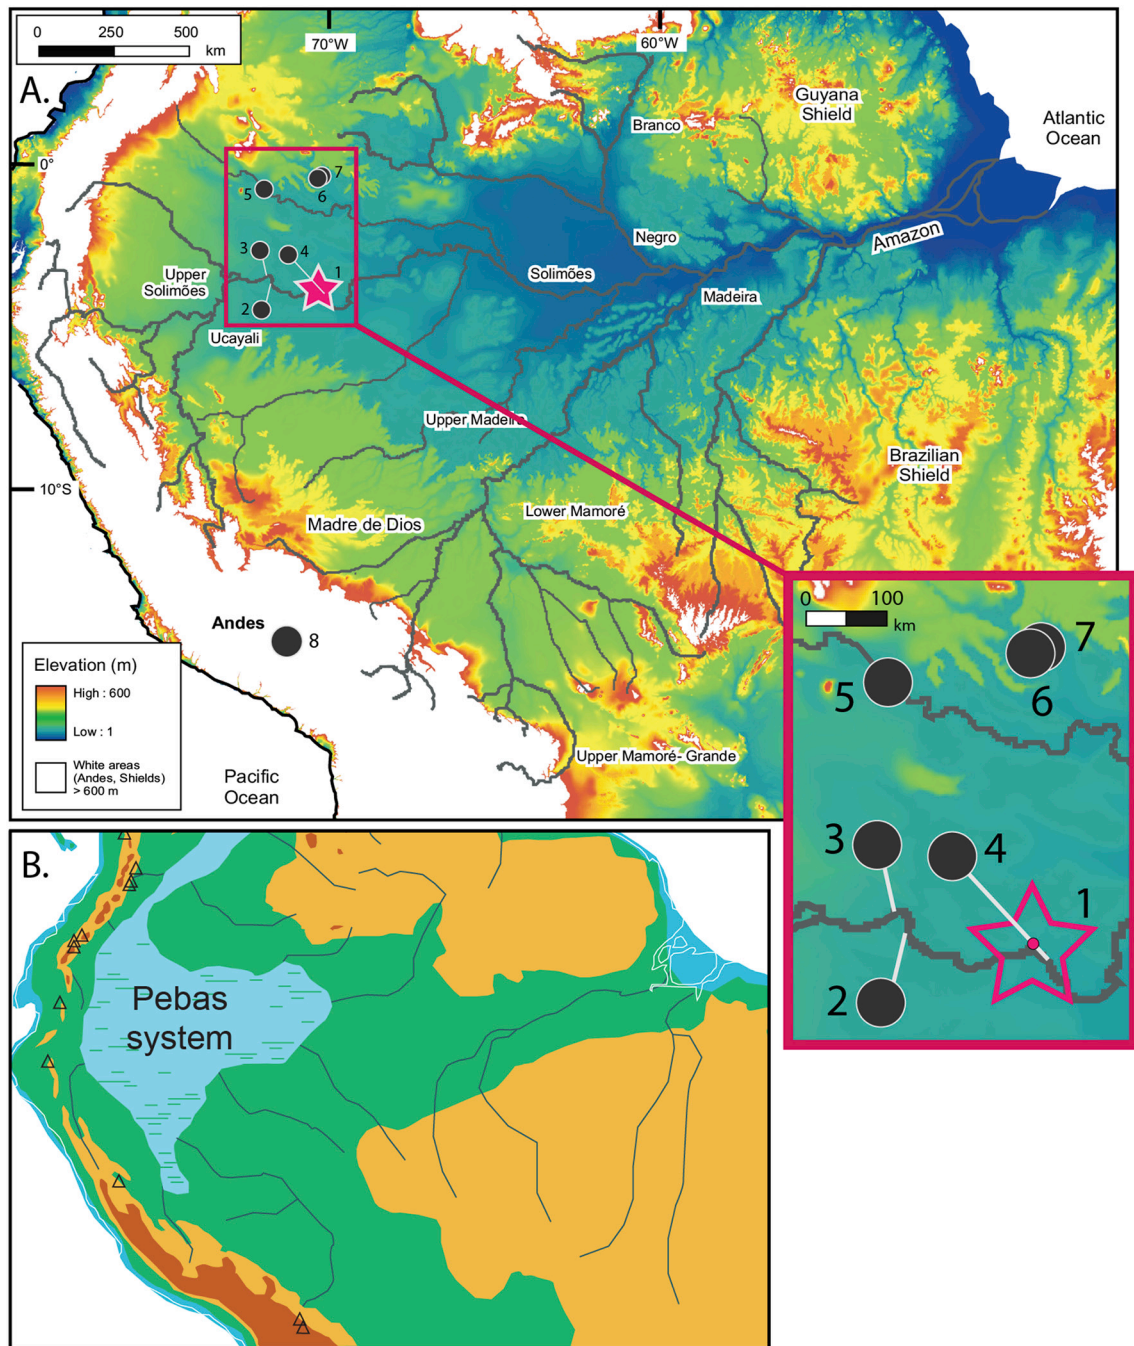 0 250 500
km
70°W
60°W
A.
Guyana
Shield
Branco
Atlantic
Ocean
0°
7
5
6
Negro
Amazon
3
4
1
Solimões
Upper
Solimões
Madeira
2
Ucayali
Upper Madeira
Brazilian
Shield
10°S
Lower Mamoré
Madre de Dios
Andes
8
Elevation (m)
High : 600
Low : 1
White areas
(Andes, Shields)
> 600 m
Pacific
Ocean
Upper Mamoré- Grande
0 100
km
7
5
6
3
4
1
2
B.
Pebas
system